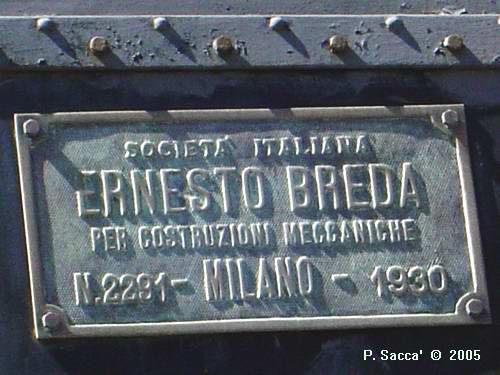 SOCIETÀ ITALIANA
ERNESTO BREDA
PER COSTRUZIONI MECCANICHE
N.2291 - MILANO - 1930
P. Sacca' © 2005